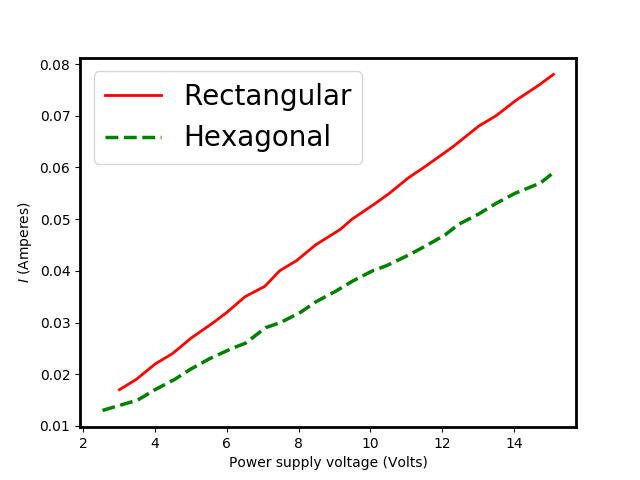 0.08
0.07
0.06
0.05
0.04
0.03
0.02
0.01
I (Amperes)
Rectangular
Hexagonal
2 4 6 8 10 12 14
Power supply voltage (Volts)